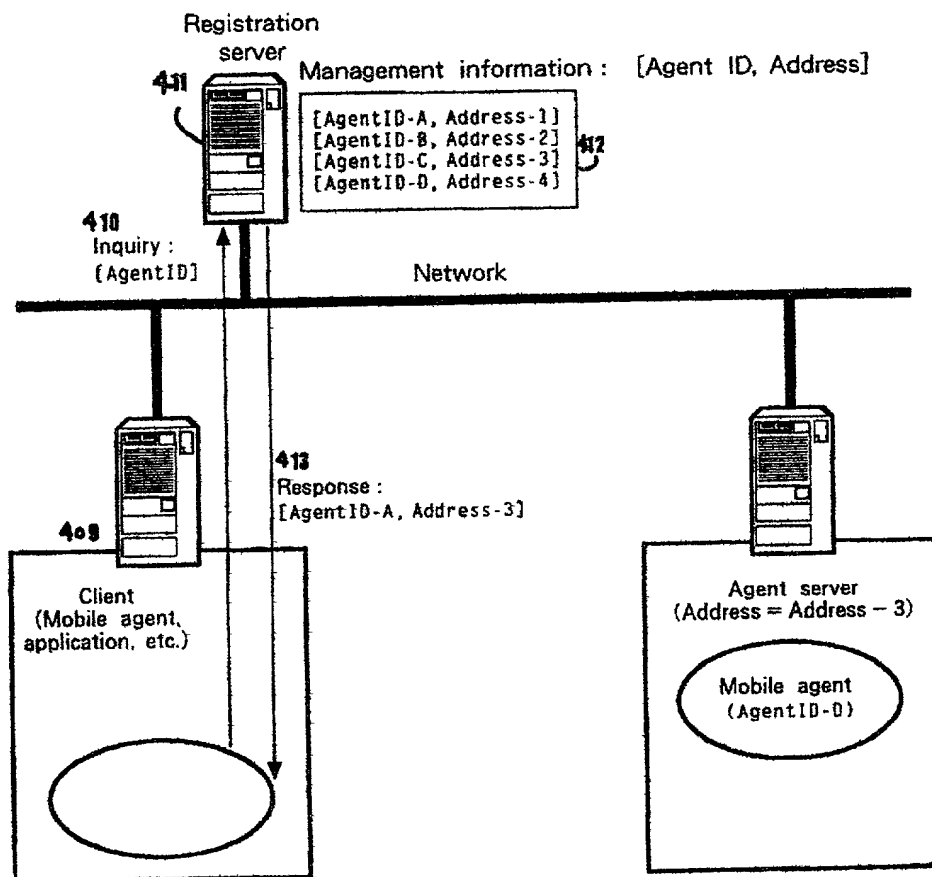 Registration
server
411
Management information : [Agent ID, Address]
[AgentID-A, Address-1]
[AgentID-B, Address-2]
[AgentID-C, Address-3]
[AgentID-D, Address-4]
412
410
Inquiry :
[AgentID]
Network
413
Response :
[AgentID-A, Address-3]
409
Client
(Mobile agent,
application, etc.)
Agent server
(Address = Address - 3)
Mobile agent
(AgentID-D)